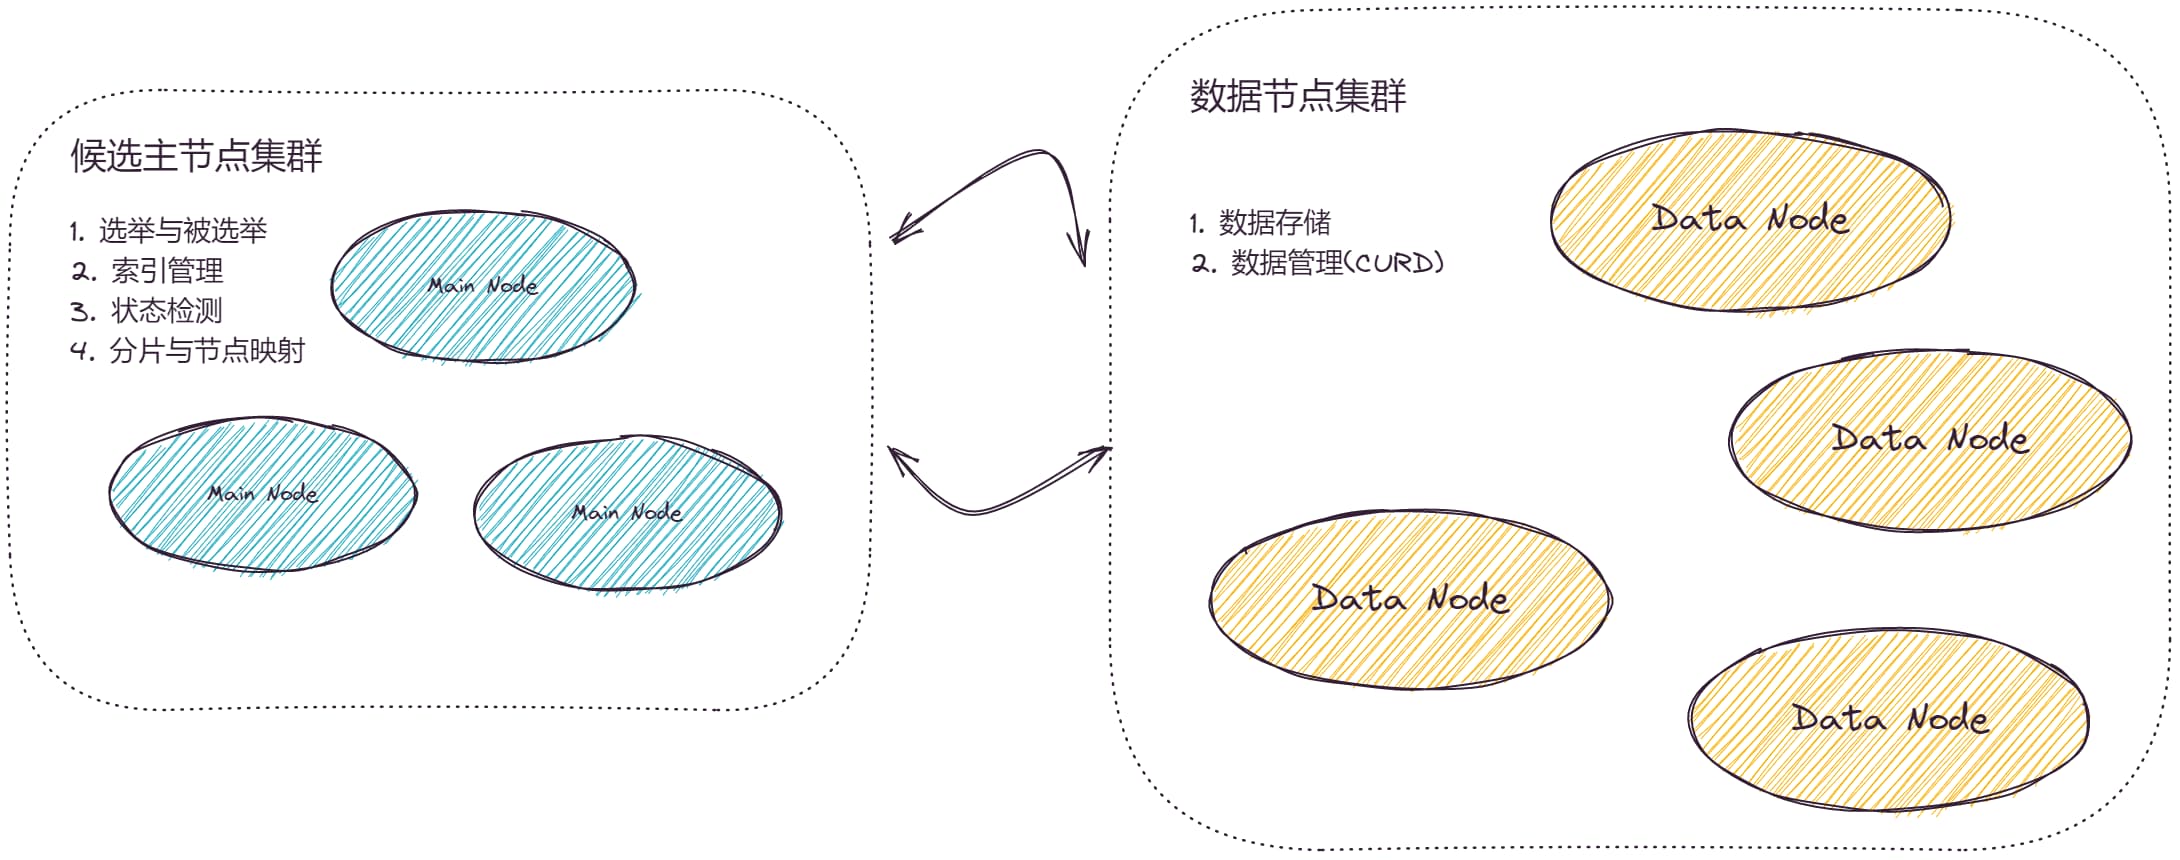 候选主节点集群
1. 选举与被选举
2. 索引管理
3. 状态检测
4. 分片与节点映射
Main Node
Main Node
Main Node
数据节点集群
1. 数据存储
2. 数据管理(CURD)
Data Node
Data Node
Data Node
Data Node